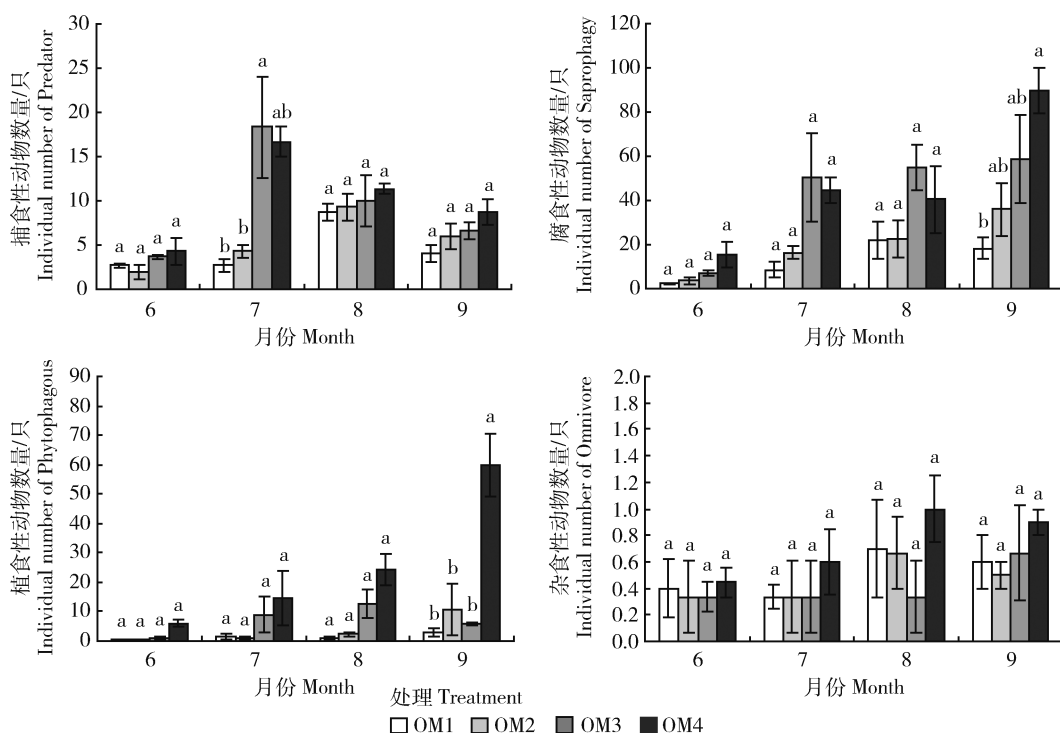 捕食性动物数量/只
Individual number of Predator
30
25
20
15
10
5
0
a a a a
b b a ab
a a a a
a a a a
6 7 8 9
月份 Month
腐食性动物数量/只
Individual number of Saprophagy
120
100
80
60
40
20
0
a a a a
a a a a
a a a a
b ab ab a
6 7 8 9
月份 Month
植食性动物数量/只
Individual number of Phytophagous
90
80
70
60
50
40
30
20
10
0
a a a a
a a a a
a a a a
b b b a
6 7 8 9
月份 Month
杂食性动物数量/只
Individual number of Omnivore
2.0
1.8
1.6
1.4
1.2
1.0
0.8
0.6
0.4
0.2
0.0
a a a a
a a a a
a a a a
a a a a
6 7 8 9
月份 Month
处理 Treatment
OM1 OM2 OM3 OM4